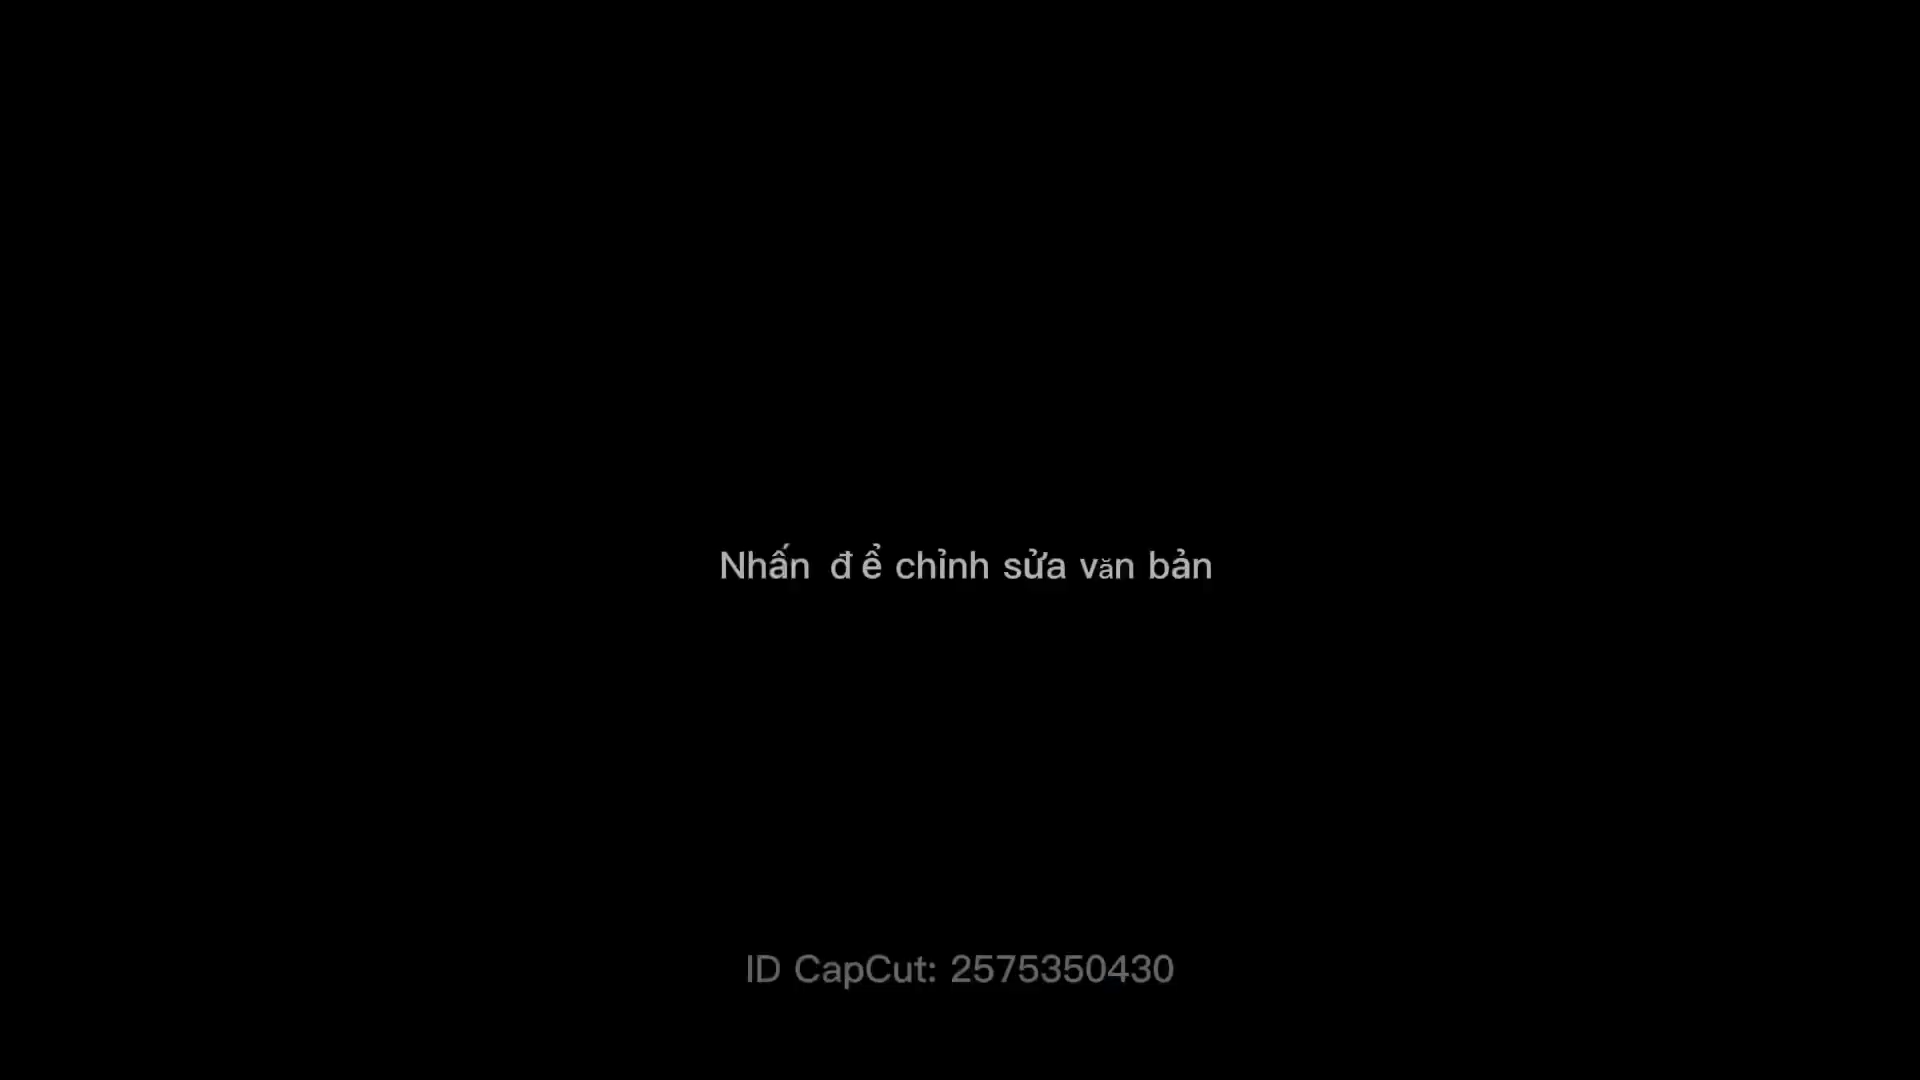 Nhấn để chỉnh sửa văn bản
ID CapCut: 2575350430